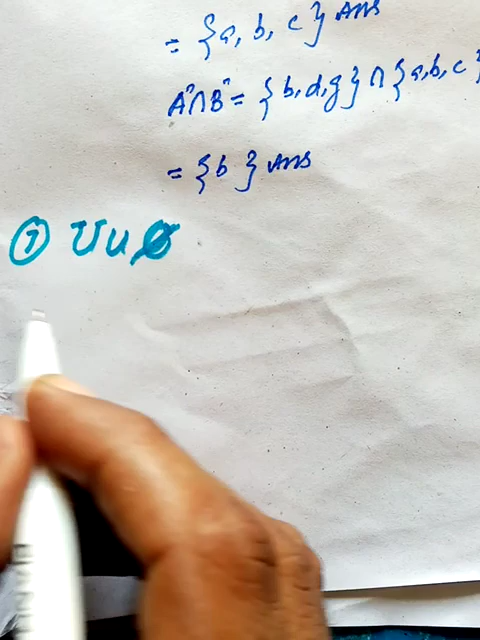 = {a, b, c} Ans
A'∩B' = {b, d, g} ∩ {a, b, c}
= {b} Ans
⑦ U∪∅